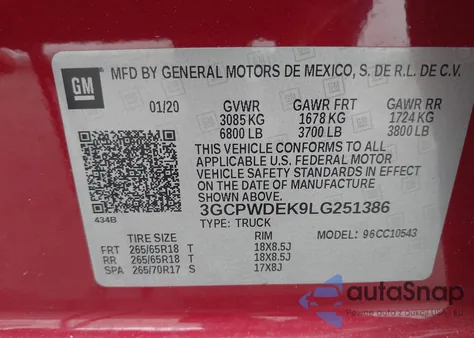 GM
MFD BY GENERAL MOTORS DE MEXICO, S. DE R.L. DE C.V.
01/20 GVWR GAWR FRT GAWR RR
3085 KG 1678 KG 1724 KG
6800 LB 3700 LB 3800 LB
THIS VEHICLE CONFORMS TO ALL
APPLICABLE U.S. FEDERAL MOTOR
VEHICLE SAFETY STANDARDS IN EFFECT
ON THE DATE OF MANUFACTURE SHOWN ABOVE.
3GCPWDEK9LG251386
434B
TYPE: TRUCK MODEL: 96CC10543
TIRE SIZE RIM
FRT 265/65R18 T 18X8.5J
RR 265/65R18 T 18X8.5J
SPA 265/70R17 S 17X8J
autoSnap